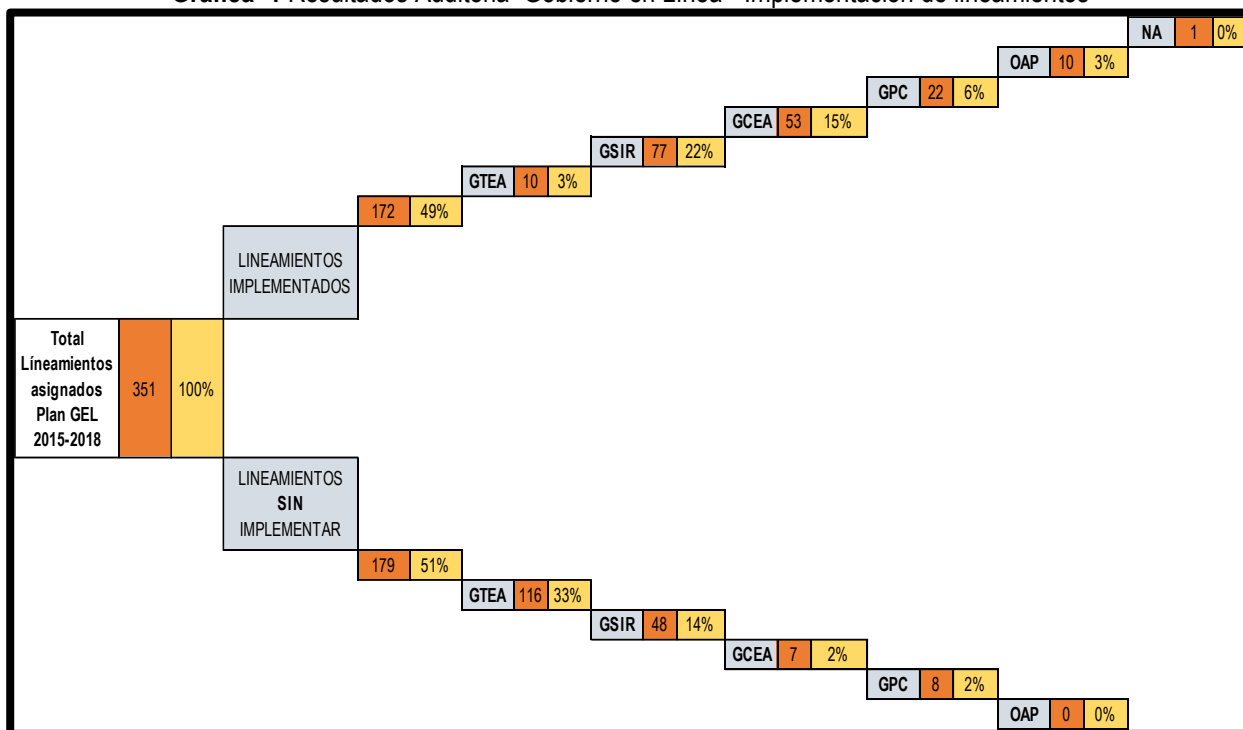 NA 1 0%
OAP 10 3%
GPC 22 6%
GCEA 53 15%
GSIR 77 22%
GTEA 10 3%
172 49%
LINEAMIENTOS
IMPLEMENTADOS
Total
Líneamientos
asignados
Plan GEL
2015-2018
351 100%
LINEAMIENTOS
SIN
IMPLEMENTAR
179 51%
GTEA 116 33%
GSIR 48 14%
GCEA 7 2%
GPC 8 2%
OAP 0 0%